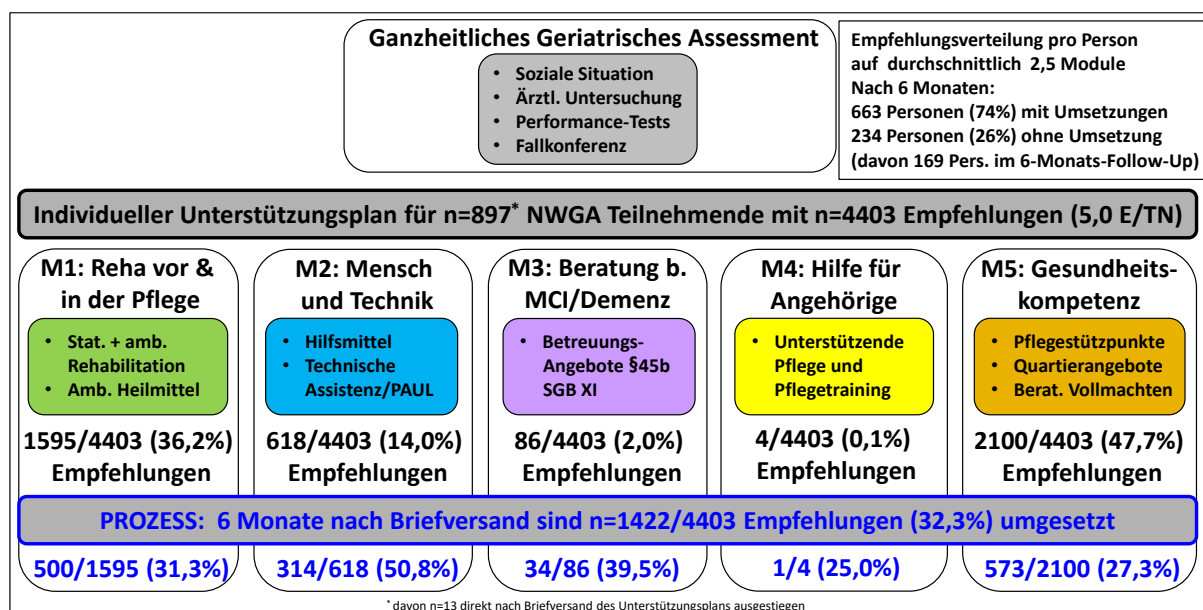 Ganzheitliches Geriatrisches Assessment
• Soziale Situation
• Ärztl. Untersuchung
• Performance-Tests
• Fallkonferenz
Empfehlungsverteilung pro Person
auf durchschnittlich 2,5 Module
Nach 6 Monaten:
663 Personen (74%) mit Umsetzungen
234 Personen (26%) ohne Umsetzung
(davon 169 Pers. im 6-Monats-Follow-Up)
Individueller Unterstützungsplan für n=897* NWGA Teilnehmende mit n=4403 Empfehlungen (5,0 E/TN)
M1: Reha vor &
in der Pflege
• Stat. + amb.
Rehabilitation
• Amb. Heilmittel
1595/4403 (36,2%)
Empfehlungen
M2: Mensch
und Technik
• Hilfsmittel
• Technische
Assistenz/PAUL
618/4403 (14,0%)
Empfehlungen
M3: Beratung b.
MCI/Demenz
• Betreuungs-
Angebote §45b
SGB XI
86/4403 (2,0%)
Empfehlungen
M4: Hilfe für
Angehörige
• Unterstützende
Pflege und
Pflegetraining
4/4403 (0,1%)
Empfehlungen
M5: Gesundheits-
kompetenz
• Pflegestützpunkte
• Quartierangebote
• Berat. Vollmachten
2100/4403 (47,7%)
Empfehlungen
PROZESS: 6 Monate nach Briefversand sind n=1422/4403 Empfehlungen (32,3%) umgesetzt
500/1595 (31,3%)
314/618 (50,8%)
34/86 (39,5%)
1/4 (25,0%)
573/2100 (27,3%)
* davon n=13 direkt nach Briefversand des Unterstützungsplans ausgestiegen